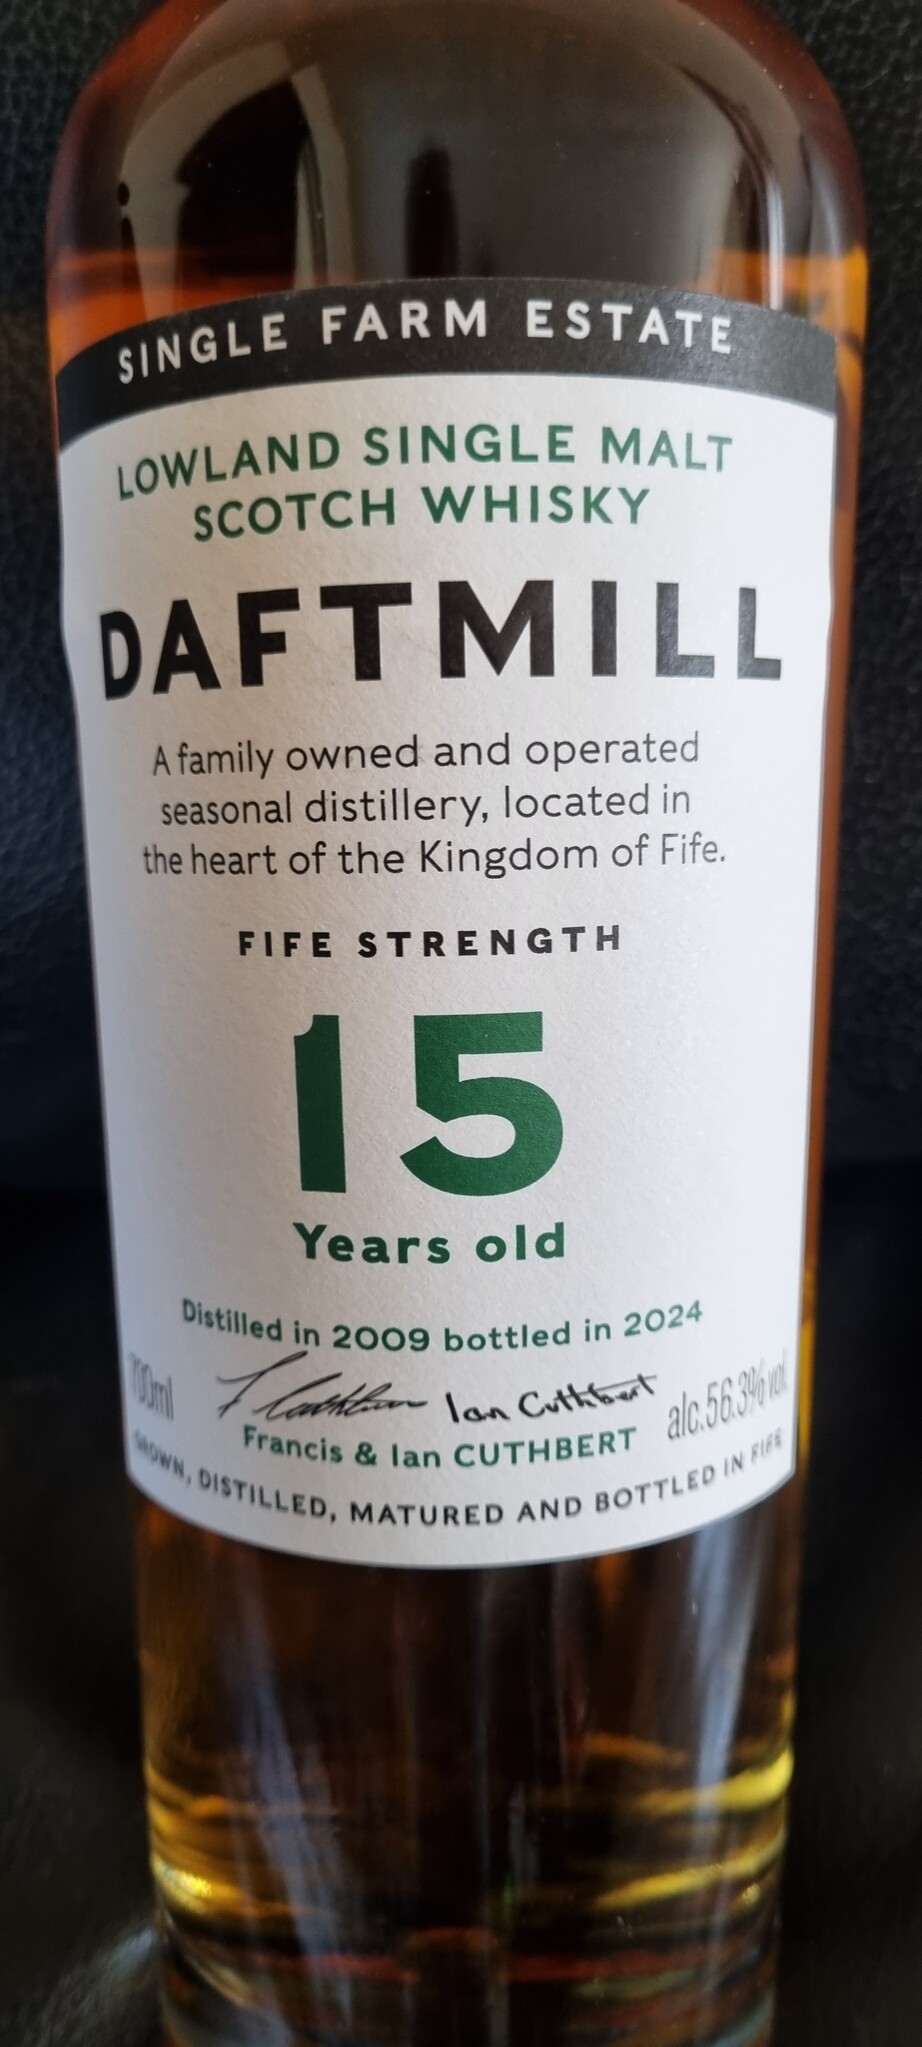 SINGLE FARM ESTATE
LOWLAND SINGLE MALT
SCOTCH WHISKY
DAFTMILL
A family owned and operated
seasonal distillery, located in
the heart of the Kingdom of Fife.
FIFE STRENGTH
15
Years old
Distilled in 2009 bottled in 2024
700ml
F Cuthbert Ian Cuthbert
alc.56.3% vol
Francis & Ian CUTHBERT
GROWN, DISTILLED, MATURED AND BOTTLED IN FIFE